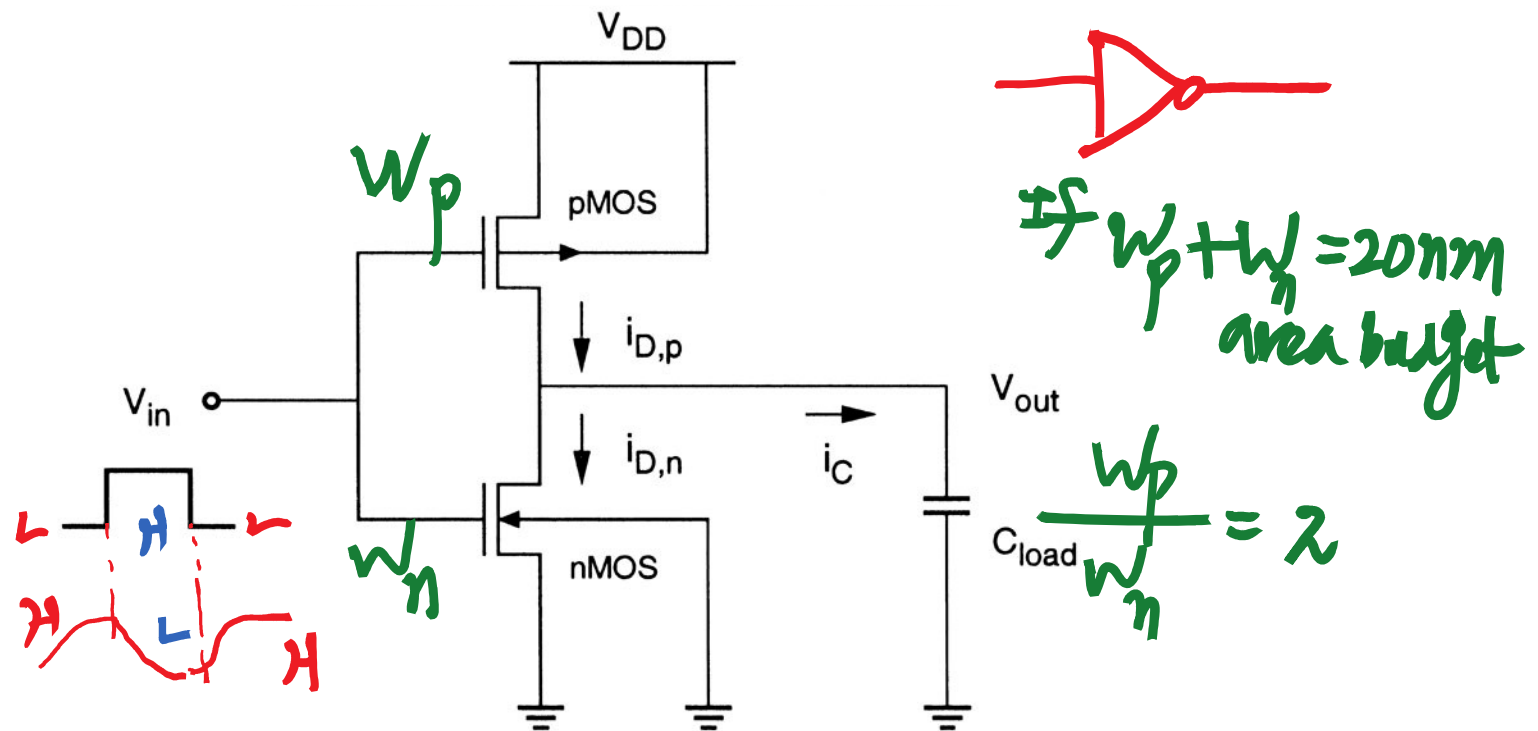 V_DD
W_p
pMOS
If W_p + W_n = 20nm
area budget
i_D,p
V_in
V_out
i_D,n
i_C
W_p
L H L
C_load
= 2
W_n
nMOS
W_n
H L H